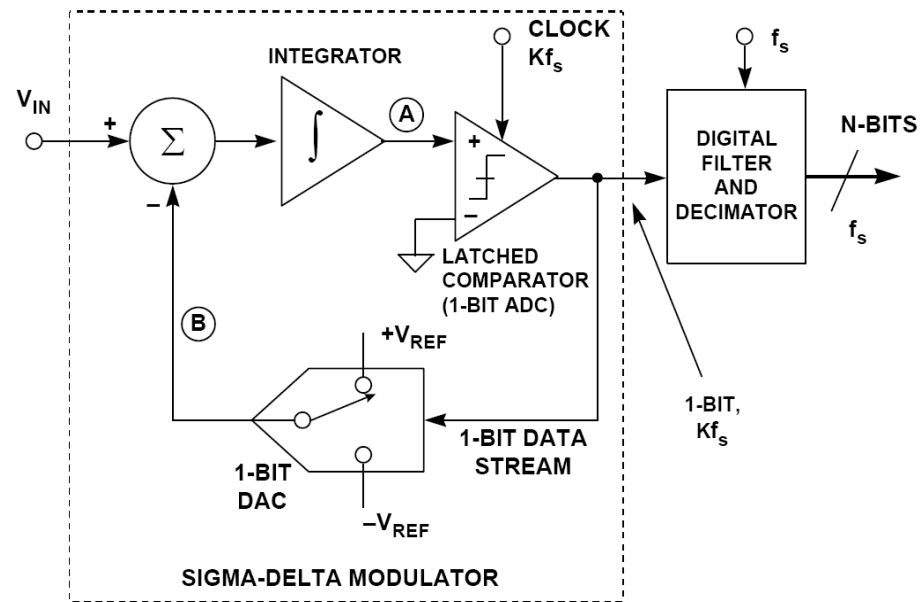 CLOCK
Kfs
fs
INTEGRATOR
VIN
+
Σ
−
∫
A
+
−
DIGITAL
FILTER
AND
DECIMATOR
N-BITS
fs
LATCHED
COMPARATOR
(1-BIT ADC)
B
+VREF
1-BIT DATA
STREAM
1-BIT
DAC
−VREF
1-BIT,
Kfs
SIGMA-DELTA MODULATOR